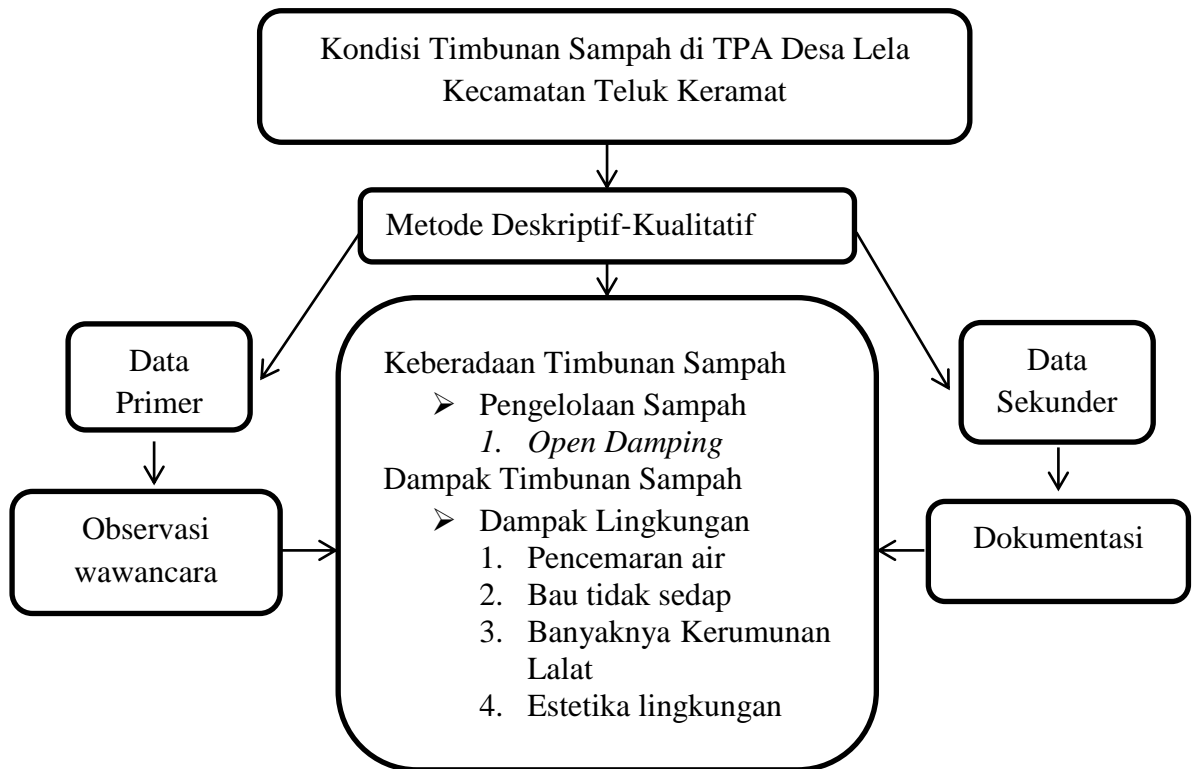 Kondisi Timbunan Sampah di TPA Desa Lela
Kecamatan Teluk Keramat
Metode Deskriptif-Kualitatif
Data
Primer
Observasi
wawancara
Keberadaan Timbunan Sampah
➢ Pengelolaan Sampah
1. Open Damping
Dampak Timbunan Sampah
➢ Dampak Lingkungan
1. Pencemaran air
2. Bau tidak sedap
3. Banyaknya Kerumunan
Lalat
4. Estetika lingkungan
Data
Sekunder
Dokumentasi